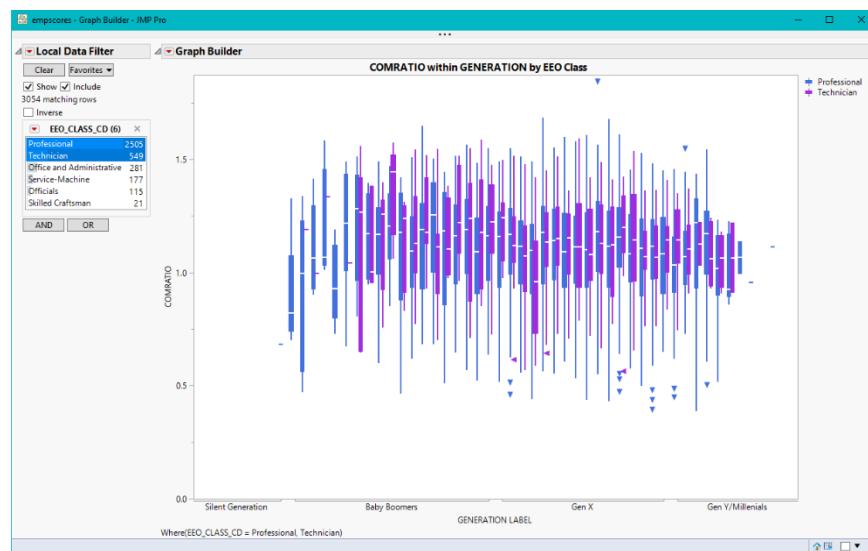 empscores - Graph Builder - JMP Pro
Local Data Filter
Clear
Favorites
Show
Include
3054 matching rows
Inverse
EEO_CLASS_CD (6)
Professional 2505
Technician 549
Office and Administrative 281
Service-Machine 177
Officials 115
Skilled Craftsman 21
AND
OR
Graph Builder
COMRATIO within GENERATION by EEO Class
Professional
Technician
COMRATIO
1.5
1.0
0.5
0.0
Silent Generation
Baby Boomers
Gen X
Gen Y/Millenials
GENERATION LABEL
Where(EEO_CLASS_CD = Professional, Technician)